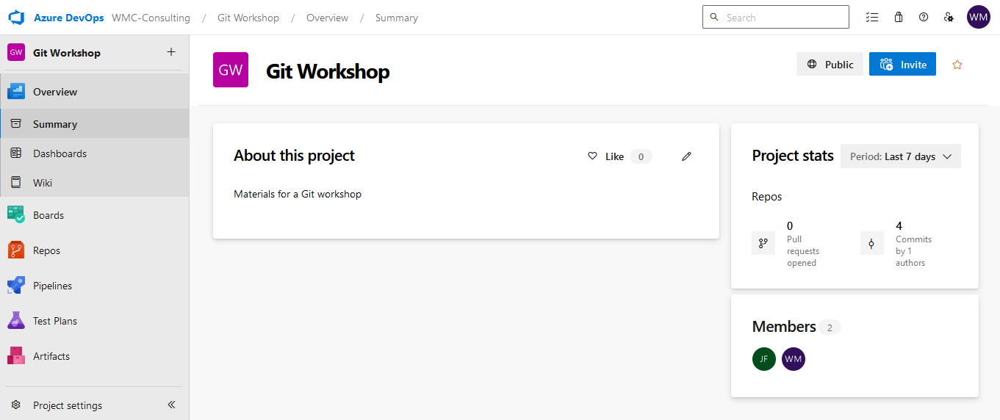 Azure DevOps WMC-Consulting / Git Workshop / Overview / Summary
Search
WM
GW Git Workshop +
Overview
Summary
Dashboards
Wiki
Boards
Repos
Pipelines
Test Plans
Artifacts
Project settings
GW Git Workshop
Public
Invite
About this project
Like 0
Materials for a Git workshop
Project stats
Period: Last 7 days
Repos
0
Pull
requests
opened
4
Commits
by 1
authors
Members 2
JF WM